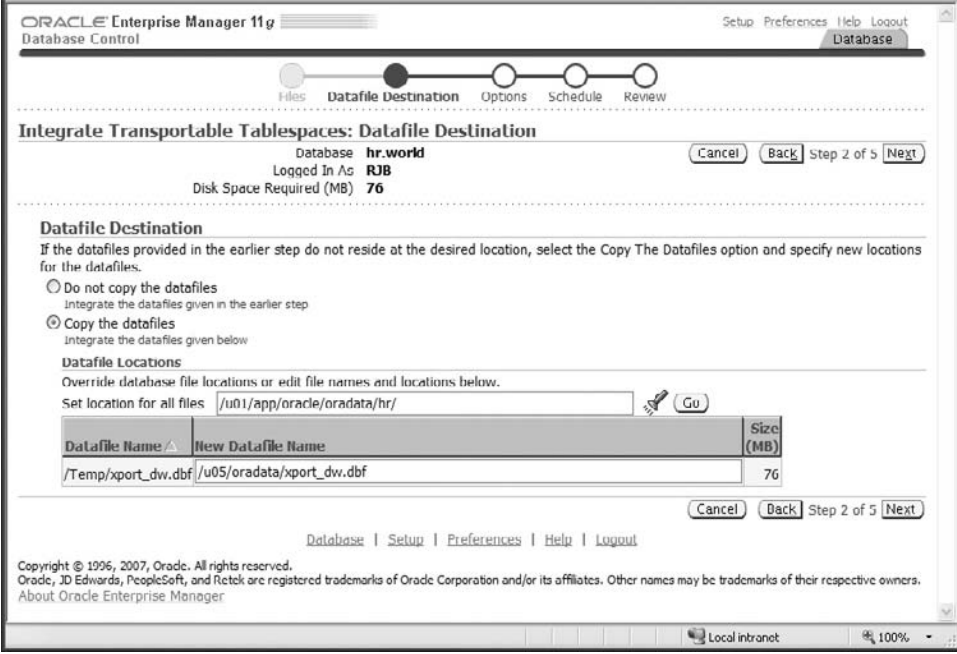 ORACLE Enterprise Manager 11g
Database Control
Setup Preferences Help Logout
Database
Files Datafile Destination Options Schedule Review
Integrate Transportable Tablespaces: Datafile Destination
Database hr.world
Logged In As RJB
Disk Space Required (MB) 76
Cancel Back Step 2 of 5 Next
Datafile Destination
If the datafiles provided in the earlier step do not reside at the desired location, select the Copy The Datafiles option and specify new locations
for the datafiles.
Do not copy the datafiles
Integrate the datafiles given in the earlier step
Copy the datafiles
Integrate the datafiles given below
Datafile Locations
Override database file locations or edit file names and locations below.
Set location for all files /u01/app/oracle/oradata/hr/ Go
Datafile Name New Datafile Name Size (MB)
/Temp/xport_dw.dbf /u05/oradata/xport_dw.dbf 76
Cancel Back Step 2 of 5 Next
Database | Setup | Preferences | Help | Logout
Copyright © 1996, 2007, Oracle. All rights reserved.
Oracle, JD Edwards, PeopleSoft, and Retek are registered trademarks of Oracle Corporation and/or its affiliates. Other names may be trademarks of their respective owners.
About Oracle Enterprise Manager
Local intranet 100%